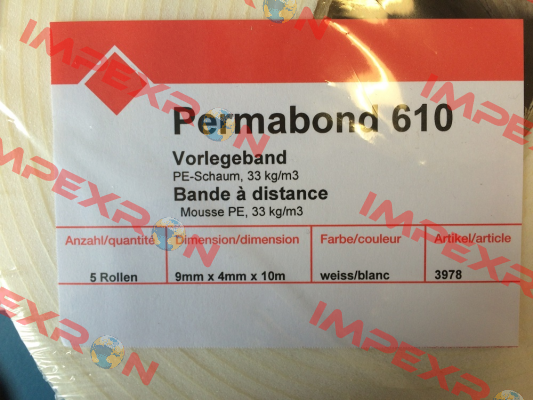 Permabond 610
Vorlegeband
PE-Schaum, 33 kg/m3
Bande à distance
Mousse PE, 33 kg/m3
Anzahl/quantité Dimension/dimension Farbe/couleur Artikel/article
5 Rollen 9mm x 4mm x 10m weiss/blanc 3978
IMPEXRON
IMPEXRON
IMPEXRON
IMPEXRON
IMPEXRON